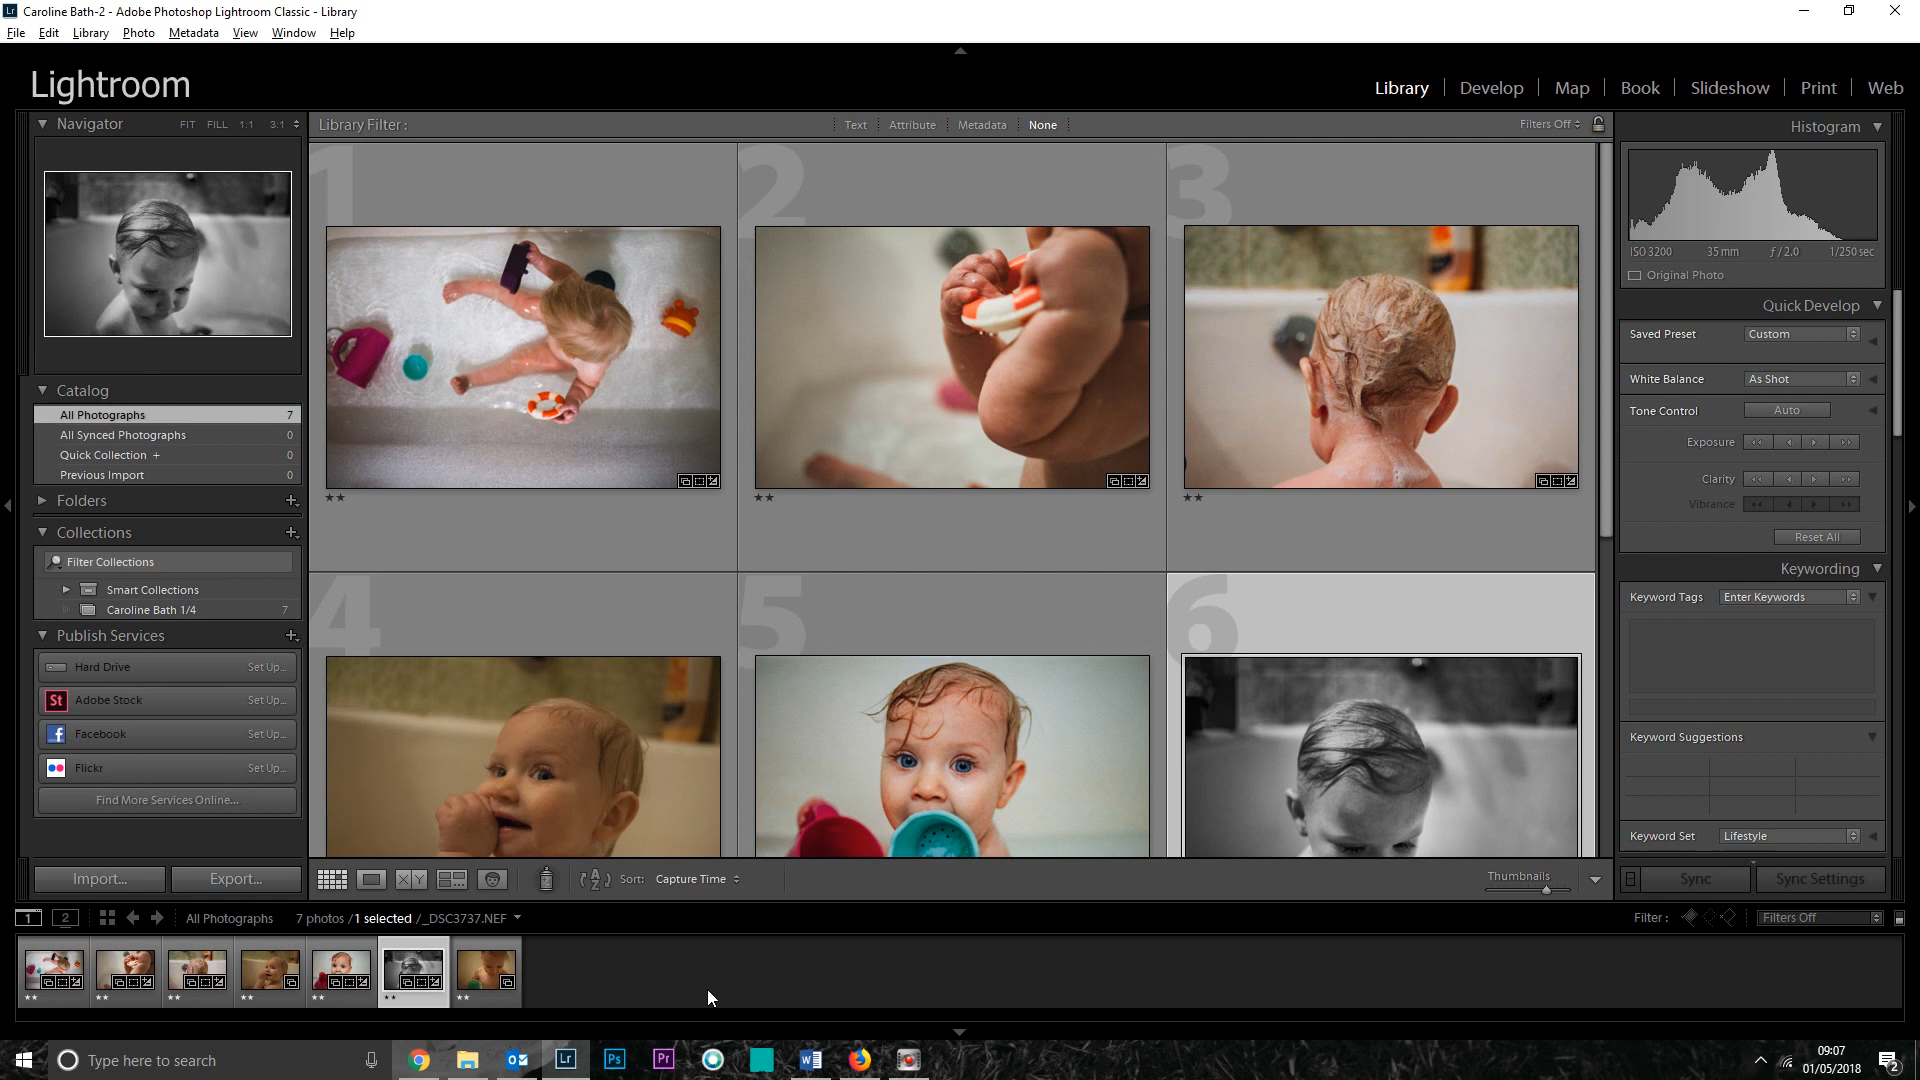 Lr Caroline Bath-2 - Adobe Photoshop Lightroom Classic - Library
File Edit Library Photo Metadata View Window Help
Lightroom
Library Develop Map Book Slideshow Print Web
Navigator FIT FILL 1:1 3:1
Library Filter : Text Attribute Metadata None Filters Off
Histogram
1 2 3
ISO 3200 35 mm ƒ / 2.0 1/250 sec
Original Photo
Quick Develop
Saved Preset Custom
White Balance As Shot
Tone Control Auto
Exposure
Clarity
Vibrance
Reset All
Catalog
All Photographs 7
All Synced Photographs 0
Quick Collection + 0
Previous Import 0
Folders
Collections
Filter Collections
Smart Collections
Caroline Bath 1/4 7
Publish Services
Hard Drive Set Up...
St Adobe Stock Set Up...
f Facebook Set Up...
Flickr Set Up...
Find More Services Online...
4 5 6
Keywording
Keyword Tags Enter Keywords
Keyword Suggestions
Keyword Set Lifestyle
Import... Export...
XY AZ Sort: Capture Time Thumbnails
Sync Sync Settings
1 2 All Photographs 7 photos / 1 selected / _DSC3737.NEF Filter : Filters Off
Type here to search
Lr Ps Pr W
09:07
01/05/2018
2